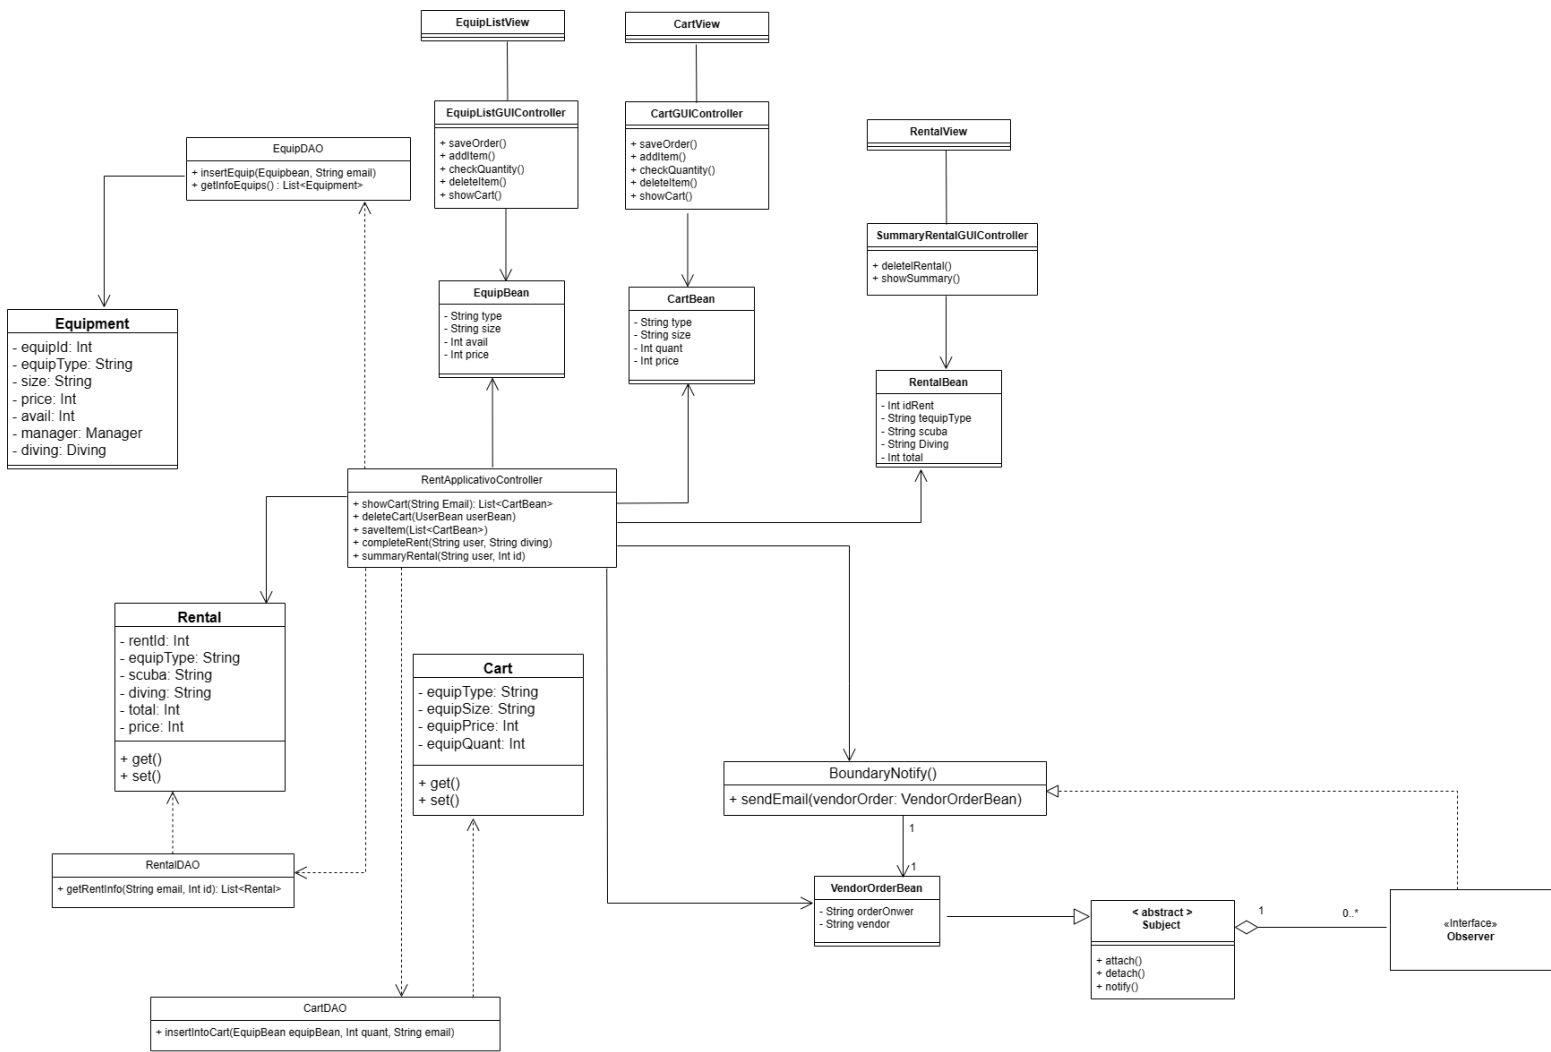 EquipListView
CartView
EquipListGUIController
+ saveOrder()
+ addItem()
+ checkQuantity()
+ deleteItem()
+ showCart()
CartGUIController
+ saveOrder()
+ addItem()
+ checkQuantity()
+ deleteItem()
+ showCart()
RentalView
EquipDAO
+ insertEquip(Equipbean, String email)
+ getInfoEquips() : List<Equipment>
SummaryRentalGUIController
+ deletelRental()
+ showSummary()
EquipBean
- String type
- String size
- Int avail
- Int price
CartBean
- String type
- String size
- Int quant
- Int price
Equipment
- equipId: Int
- equipType: String
- size: String
- price: Int
- avail: Int
- manager: Manager
- diving: Diving
RentalBean
- Int idRent
- String tequipType
- String scuba
- String Diving
- Int total
RentApplicativoController
+ showCart(String Email): List<CartBean>
+ deleteCart(UserBean userBean)
+ saveItem(List<CartBean>)
+ completeRent(String user, String diving)
+ summaryRental(String user, Int id)
Rental
- rentId: Int
- equipType: String
- scuba: String
- diving: String
- total: Int
- price: Int
+ get()
+ set()
Cart
- equipType: String
- equipSize: String
- equipPrice: Int
- equipQuant: Int
+ get()
+ set()
BoundaryNotify()
+ sendEmail(vendorOrder: VendorOrderBean)
1
1
RentalDAO
+ getRentInfo(String email, Int id): List<Rental>
VendorOrderBean
- String orderOnwer
- String vendor
< abstract >
Subject
+ attach()
+ detach()
+ notify()
1
0..*
«Interface»
Observer
CartDAO
+ insertIntoCart(EquipBean equipBean, Int quant, String email)